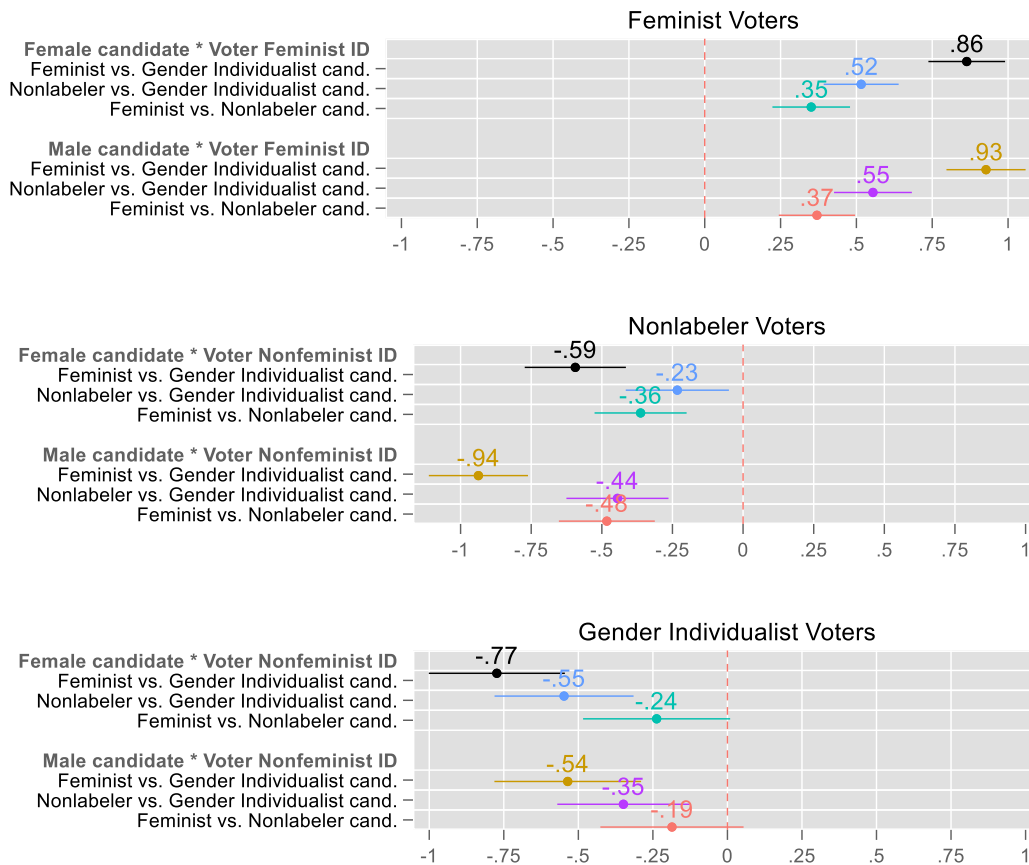 Feminist Voters
Female candidate * Voter Feminist ID
.86
Feminist vs. Gender Individualist cand.
.52
Nonlabeler vs. Gender Individualist cand.
.35
Feminist vs. Nonlabeler cand.
Male candidate * Voter Feminist ID
.93
Feminist vs. Gender Individualist cand.
.55
Nonlabeler vs. Gender Individualist cand.
.37
Feminist vs. Nonlabeler cand.
-1 -.75 -.5 -.25 0 .25 .5 .75 1
Nonlabeler Voters
Female candidate * Voter Nonfeminist ID
-.59
Feminist vs. Gender Individualist cand.
-.23
Nonlabeler vs. Gender Individualist cand.
-.36
Feminist vs. Nonlabeler cand.
Male candidate * Voter Nonfeminist ID
-.94
Feminist vs. Gender Individualist cand.
-.44
Nonlabeler vs. Gender Individualist cand.
-.48
Feminist vs. Nonlabeler cand.
-1 -.75 -.5 -.25 0 .25 .5 .75 1
Gender Individualist Voters
Female candidate * Voter Nonfeminist ID
-.77
Feminist vs. Gender Individualist cand.
-.55
Nonlabeler vs. Gender Individualist cand.
-.24
Feminist vs. Nonlabeler cand.
Male candidate * Voter Nonfeminist ID
-.54
Feminist vs. Gender Individualist cand.
-.35
Nonlabeler vs. Gender Individualist cand.
-.19
Feminist vs. Nonlabeler cand.
-1 -.75 -.5 -.25 0 .25 .5 .75 1